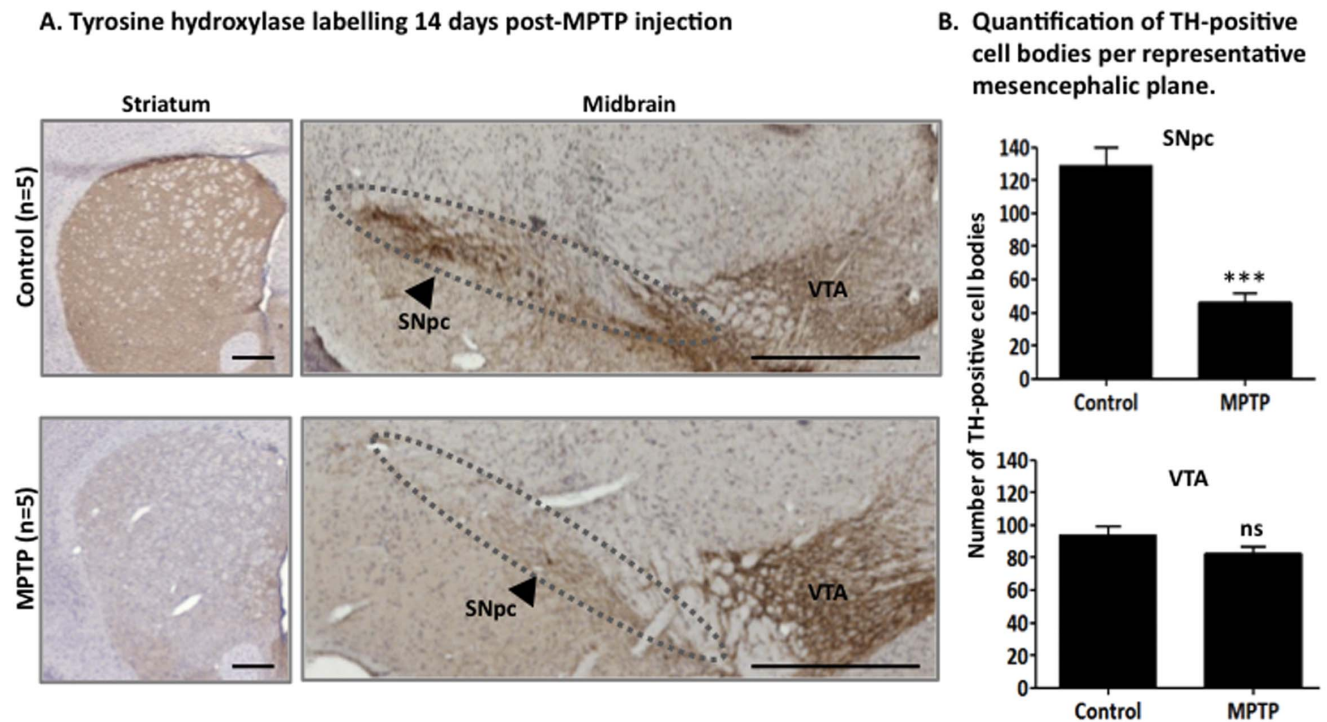 A. Tyrosine hydroxylase labelling 14 days post-MPTP injection
Striatum
Midbrain
Control (n=5)
SNpc
VTA
MPTP (n=5)
SNpc
VTA
B. Quantification of TH-positive
cell bodies per representative
mesencephalic plane.
Number of TH-positive cell bodies
SNpc
140
120
100
80
60
40
20
0
***
Control
MPTP
VTA
140
120
100
80
60
40
20
0
ns
Control
MPTP